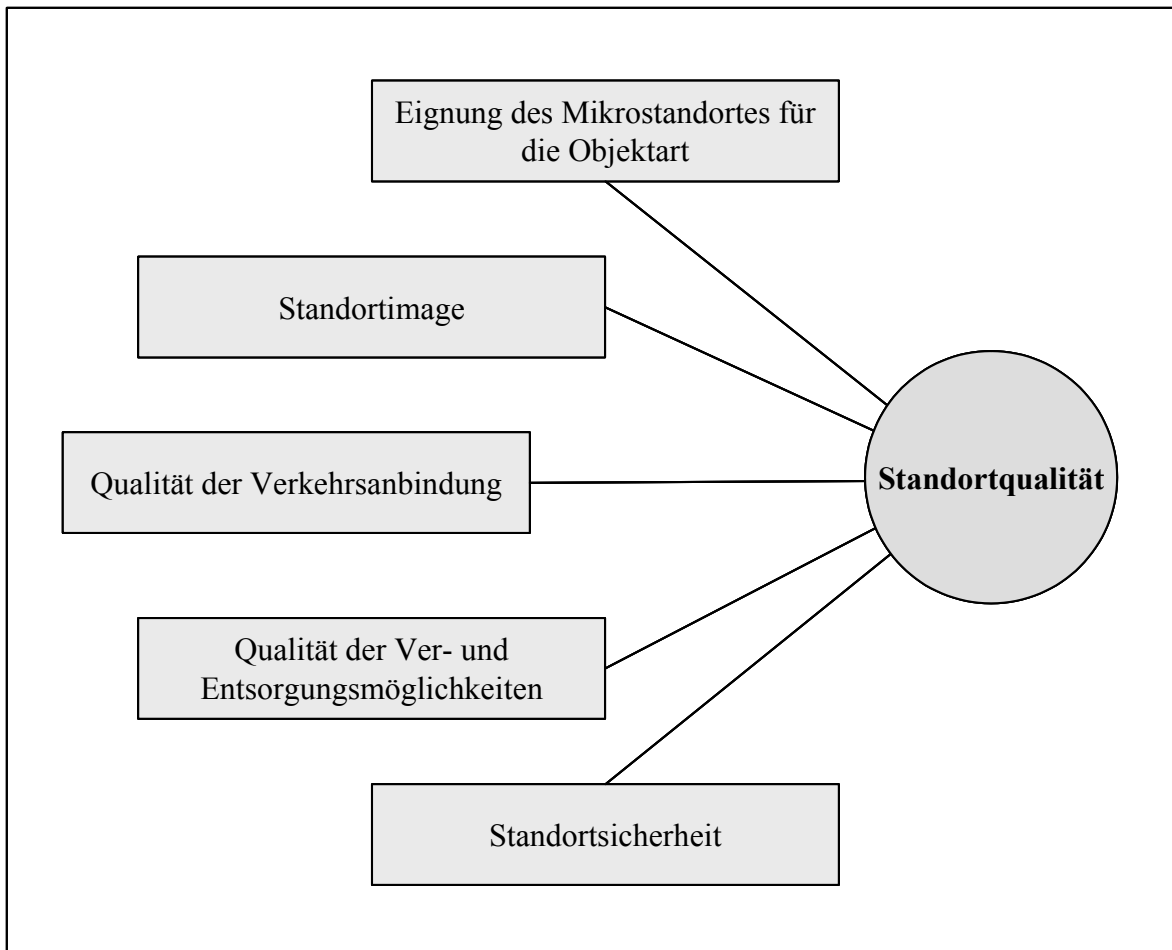 Eignung des Mikrostandortes für
die Objektart
Standortimage
Qualität der Verkehrsanbindung
Standortqualität
Qualität der Ver- und
Entsorgungsmöglichkeiten
Standortsicherheit